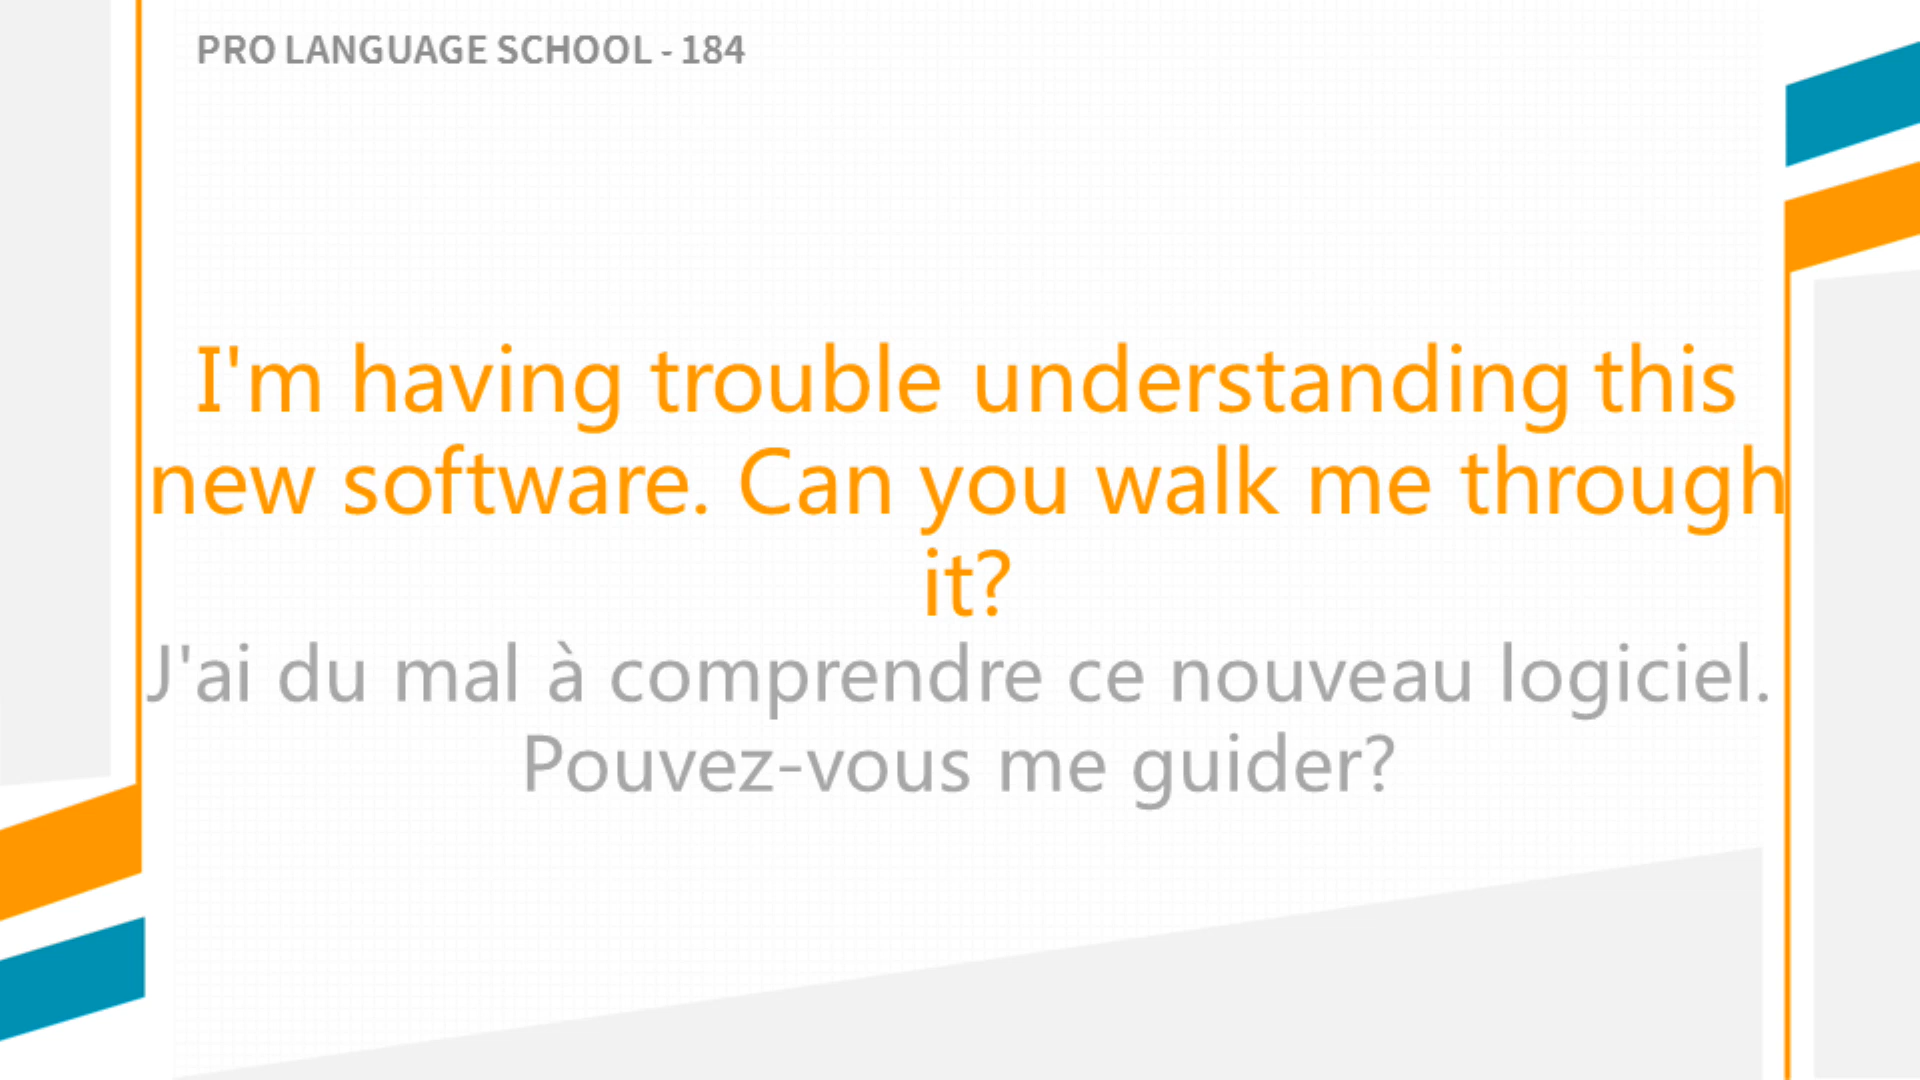 PRO LANGUAGE SCHOOL - 184
I'm having trouble understanding this
new software. Can you walk me through
it?
J'ai du mal à comprendre ce nouveau logiciel.
Pouvez-vous me guider?